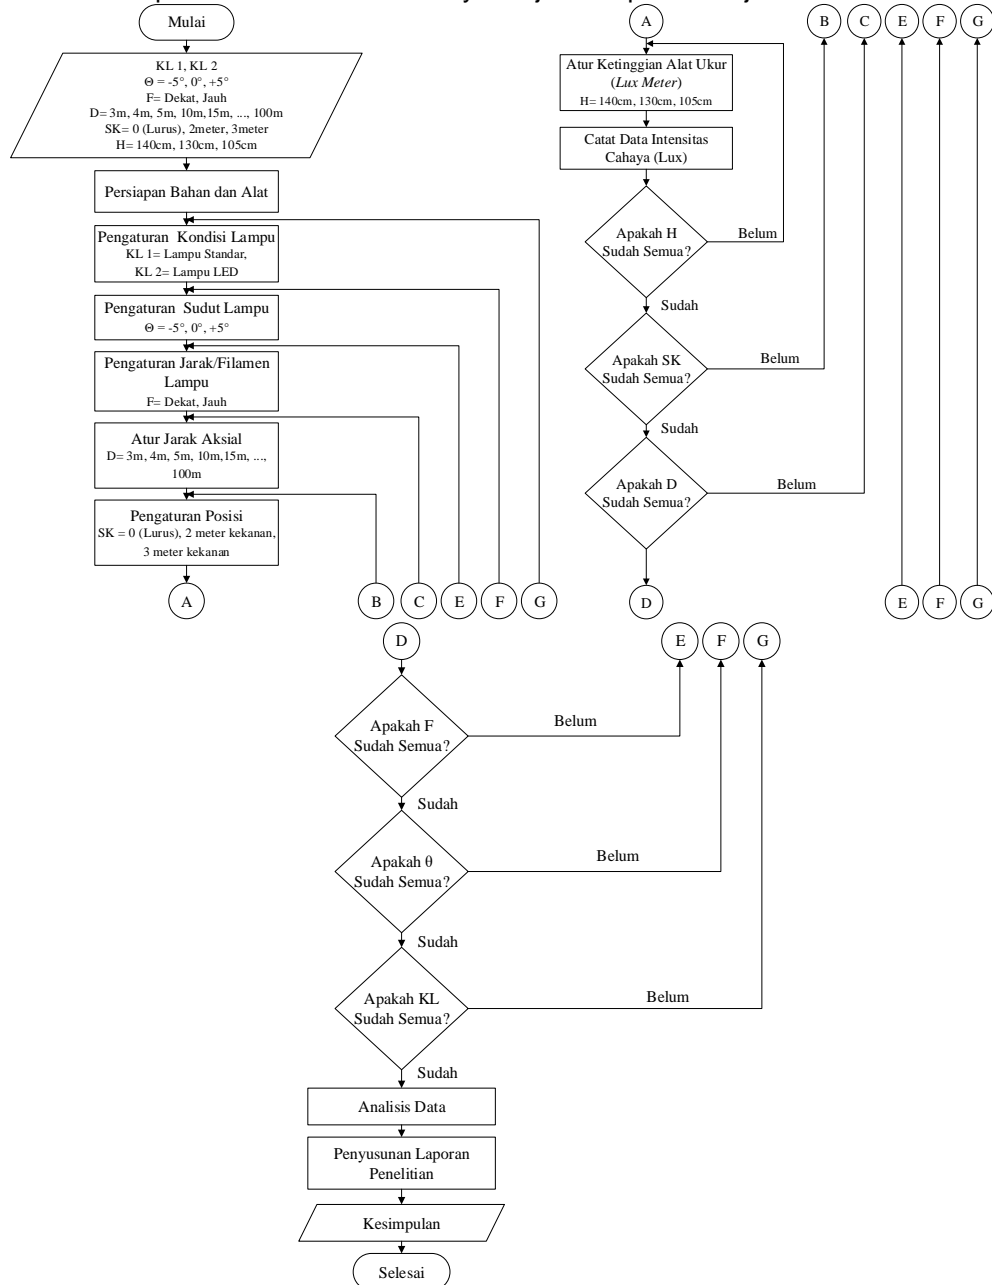 Mulai
KL 1, KL 2
Θ = -5°, 0°, +5°
F= Dekat, Jauh
D= 3m, 4m, 5m, 10m,15m, ..., 100m
SK= 0 (Lurus), 2meter, 3meter
H= 140cm, 130cm, 105cm
Persiapan Bahan dan Alat
Pengaturan Kondisi Lampu
KL 1= Lampu Standar,
KL 2= Lampu LED
Pengaturan Sudut Lampu
Θ = -5°, 0°, +5°
Pengaturan Jarak/Filamen
Lampu
F= Dekat, Jauh
Atur Jarak Aksial
D= 3m, 4m, 5m, 10m,15m, ...,
100m
Pengaturan Posisi
SK = 0 (Lurus), 2 meter kekanan,
3 meter kekanan
A
B
C
E
F
G
A
B
C
E
F
G
Atur Ketinggian Alat Ukur
(Lux Meter)
H= 140cm, 130cm, 105cm
Catat Data Intensitas
Cahaya (Lux)
Apakah H
Sudah Semua?
Belum
Sudah
Apakah SK
Sudah Semua?
Belum
Sudah
Apakah D
Sudah Semua?
Belum
D
E
F
G
D
E
F
G
Apakah F
Sudah Semua?
Belum
Sudah
Apakah θ
Sudah Semua?
Belum
Sudah
Apakah KL
Sudah Semua?
Belum
Sudah
Analisis Data
Penyusunan Laporan
Penelitian
Kesimpulan
Selesai